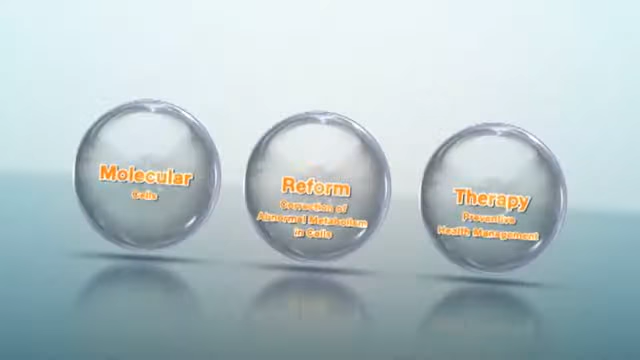 Molecular
Cells
Reform
Correction of
Abnormal Metabolism
in Cells
Therapy
Preventive
Health Management